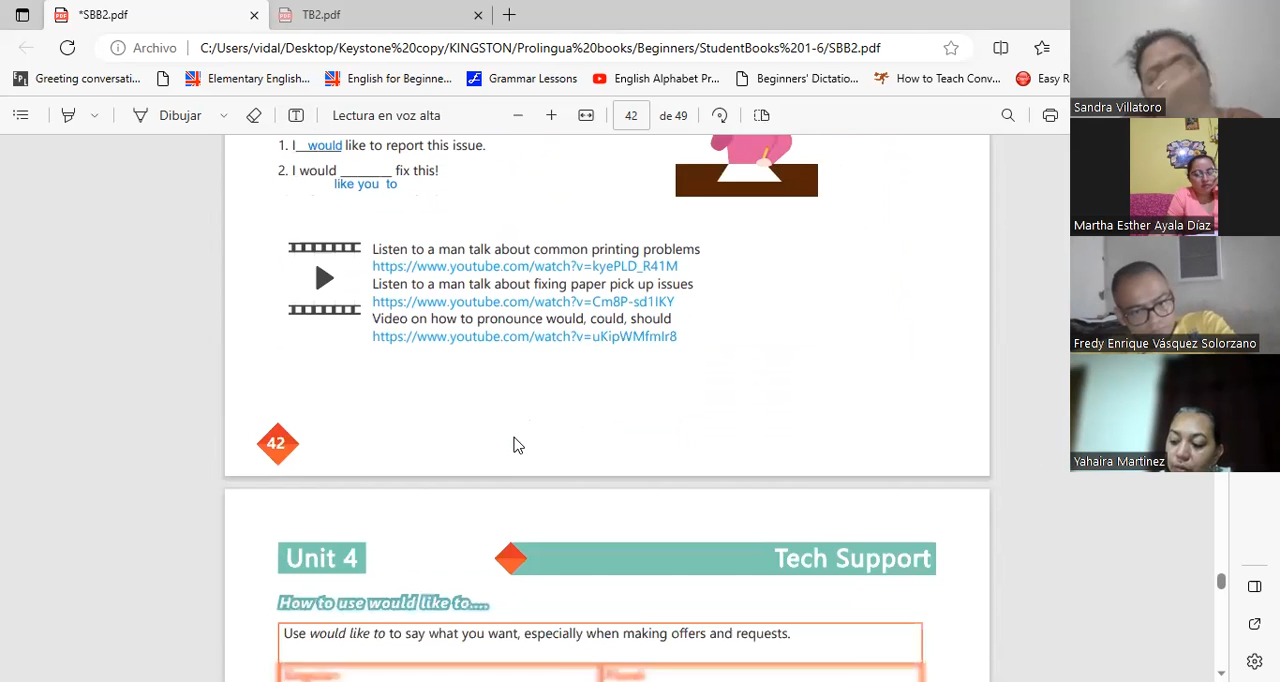 *SBB2.pdf
TB2.pdf
Archivo
C:/Users/vidal/Desktop/Keystone%20copy/KINGSTON/Prolingua%20books/Beginners/StudentBooks%201-6/SBB2.pdf
Greeting conversati...
Elementary English...
English for Beginne...
Grammar Lessons
English Alphabet Pr...
Beginners' Dictatio...
How to Teach Conv...
Easy R
Dibujar
Lectura en voz alta
42
de 49
1. I__would_ like to report this issue.
2. I would ________ fix this!
like you to
Listen to a man talk about common printing problems
https://www.youtube.com/watch?v=kyePLD_R41M
Listen to a man talk about fixing paper pick up issues
https://www.youtube.com/watch?v=Cm8P-sd1IKY
Video on how to pronounce would, could, should
https://www.youtube.com/watch?v=uKipWMfmIr8
42
Unit 4
Tech Support
How to use would like to....
Use would like to to say what you want, especially when making offers and requests.
Sandra Villatoro
Martha Esther Ayala Díaz
Fredy Enrique Vásquez Solorzano
Yahaira Martinez